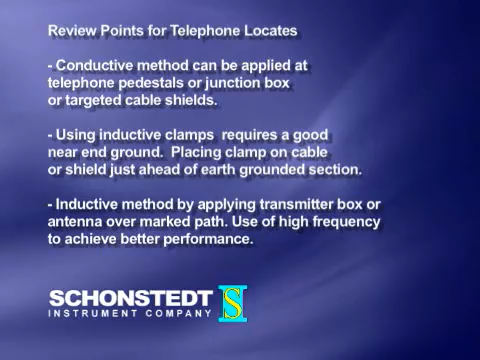 Review Points for Telephone Locates
- Conductive method can be applied at
telephone pedestals or junction box
or targeted cable shields.
- Using inductive clamps requires a good
near end ground. Placing clamp on cable
or shield just ahead of earth grounded section.
- Inductive method by applying transmitter box or
antenna over marked path. Use of high frequency
to achieve better performance.
SCHONSTEDT
INSTRUMENT COMPANY
S